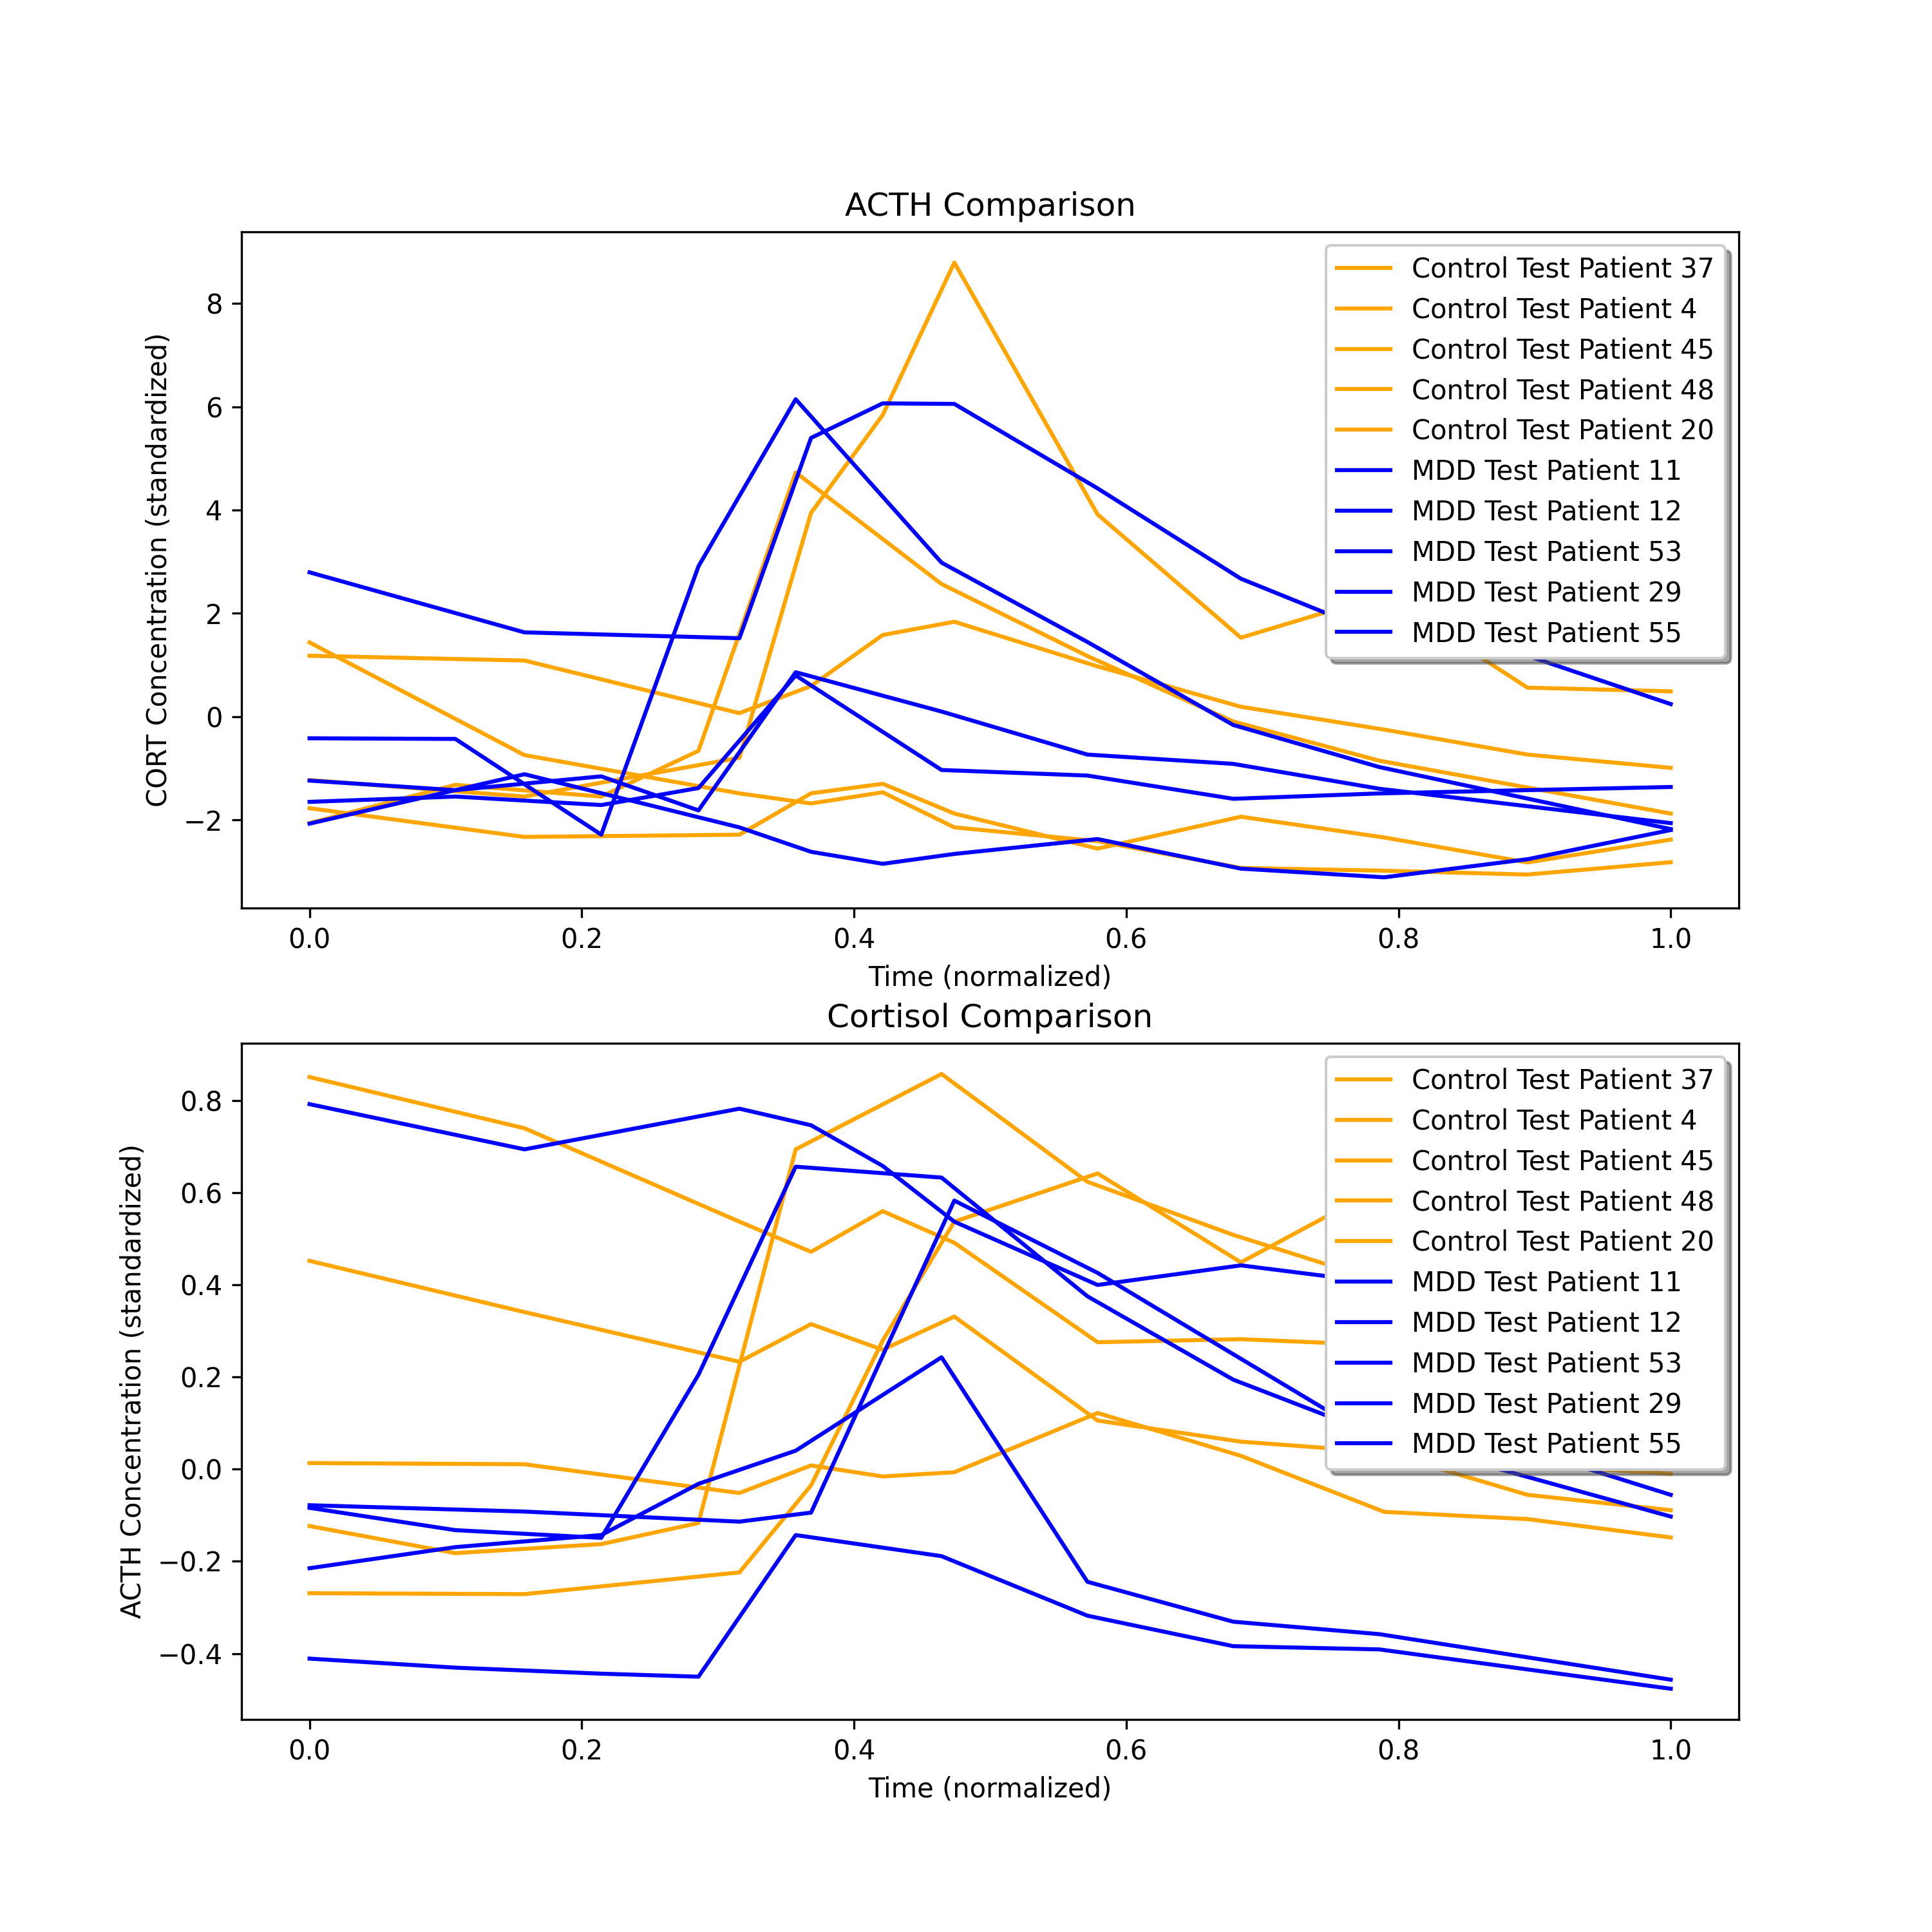 ACTH Comparison
CORT Concentration (standardized)
8
6
4
2
0
−2
Control Test Patient 37
Control Test Patient 4
Control Test Patient 45
Control Test Patient 48
Control Test Patient 20
MDD Test Patient 11
MDD Test Patient 12
MDD Test Patient 53
MDD Test Patient 29
MDD Test Patient 55
0.0 0.2 0.4 0.6 0.8 1.0
Time (normalized)
Cortisol Comparison
ACTH Concentration (standardized)
0.8
0.6
0.4
0.2
0.0
−0.2
−0.4
Control Test Patient 37
Control Test Patient 4
Control Test Patient 45
Control Test Patient 48
Control Test Patient 20
MDD Test Patient 11
MDD Test Patient 12
MDD Test Patient 53
MDD Test Patient 29
MDD Test Patient 55
0.0 0.2 0.4 0.6 0.8 1.0
Time (normalized)